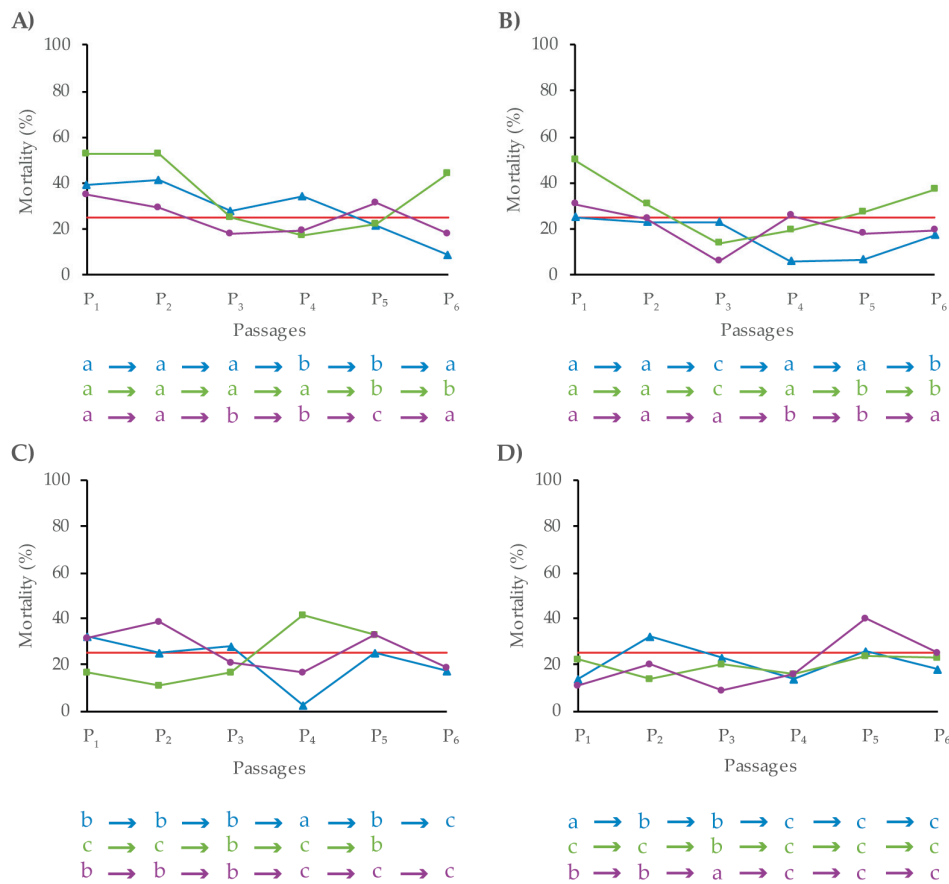 A)
100
80
60
40
20
0
Mortality (%)
P1 P2 P3 P4 P5 P6
Passages
a → a → a → b → b → a
a → a → a → a → b → b
a → a → b → b → c → a
B)
100
80
60
40
20
0
Mortality (%)
P1 P2 P3 P4 P5 P6
Passages
a → a → c → a → a → b
a → a → c → a → b → b
a → a → a → b → b → a
C)
100
80
60
40
20
0
Mortality (%)
P1 P2 P3 P4 P5 P6
Passages
b → b → b → a → b → c
c → c → b → c → b
b → b → b → c → c → c
D)
100
80
60
40
20
0
Mortality (%)
P1 P2 P3 P4 P5 P6
Passages
a → b → b → c → c → c
c → c → b → c → c → c
b → b → a → c → c → c